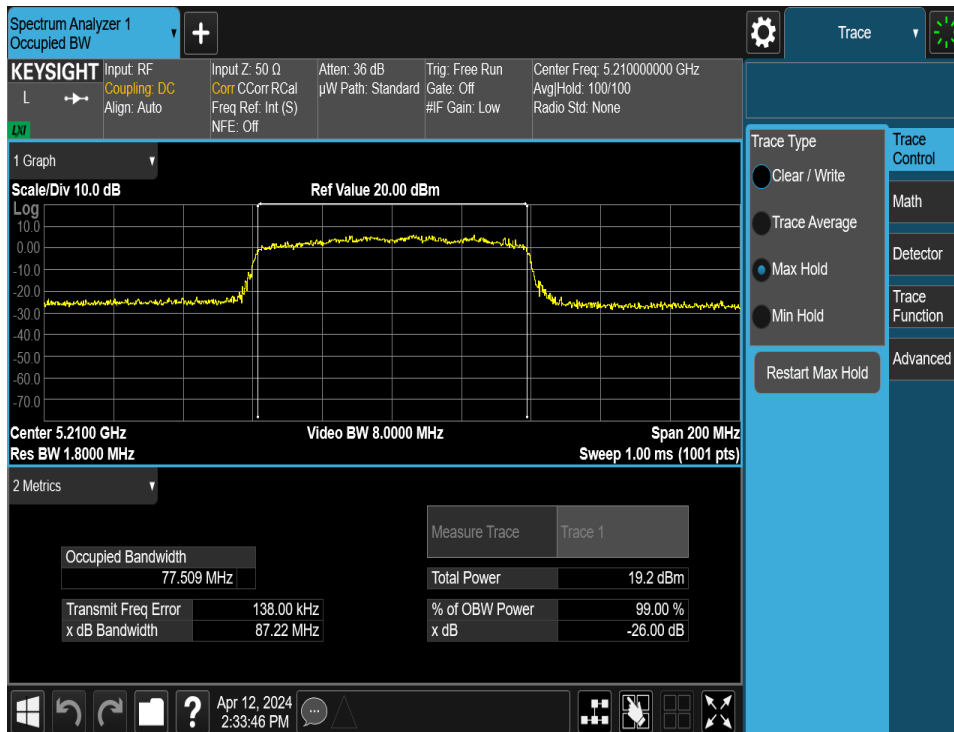 Spectrum Analyzer 1
Occupied BW
+
Trace
KEYSIGHT
L
LXI
Input: RF
Coupling: DC
Align: Auto
Input Z: 50 Ω
Corr CCorr RCal
Freq Ref: Int (S)
NFE: Off
Atten: 36 dB
µW Path: Standard
Trig: Free Run
Gate: Off
#IF Gain: Low
Center Freq: 5.210000000 GHz
Avg|Hold: 100/100
Radio Std: None
1 Graph
Scale/Div 10.0 dB
Ref Value 20.00 dBm
Log
10.0
0.00
-10.0
-20.0
-30.0
-40.0
-50.0
-60.0
-70.0
Center 5.2100 GHz
Video BW 8.0000 MHz
Span 200 MHz
Res BW 1.8000 MHz
Sweep 1.00 ms (1001 pts)
2 Metrics
Measure Trace
Trace 1
Occupied Bandwidth
77.509 MHz
Total Power
19.2 dBm
Transmit Freq Error
138.00 kHz
% of OBW Power
99.00 %
x dB Bandwidth
87.22 MHz
x dB
-26.00 dB
Trace Type
Clear / Write
Trace Average
Max Hold
Min Hold
Restart Max Hold
Trace
Control
Math
Detector
Trace
Function
Advanced
?
Apr 12, 2024
2:33:46 PM